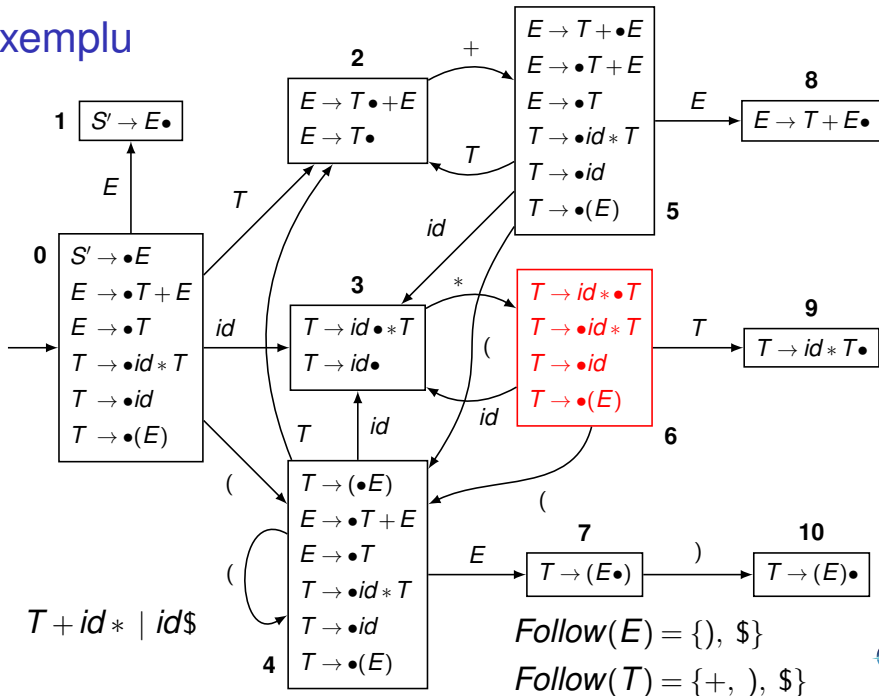 xemplu
1
S′ → E•
E
0
S′ → •E
E → •T + E
E → •T
T → •id ∗ T
T → •id
T → •(E)
T
id
(
2
E → T• + E
E → T•
+
T
5
E → T + •E
E → •T + E
E → •T
T → •id ∗ T
T → •id
T → •(E)
E
8
E → T + E•
id
(
3
T → id• ∗ T
T → id•
∗
id
6
T → id ∗ •T
T → •id ∗ T
T → •id
T → •(E)
T
9
T → id ∗ T•
(
T
id
4
T → (•E)
E → •T + E
E → •T
T → •id ∗ T
T → •id
T → •(E)
(
E
7
T → (E•)
)
10
T → (E)•
T + id ∗ | id$
Follow(E) = {), $}
Follow(T) = {+, ), $}